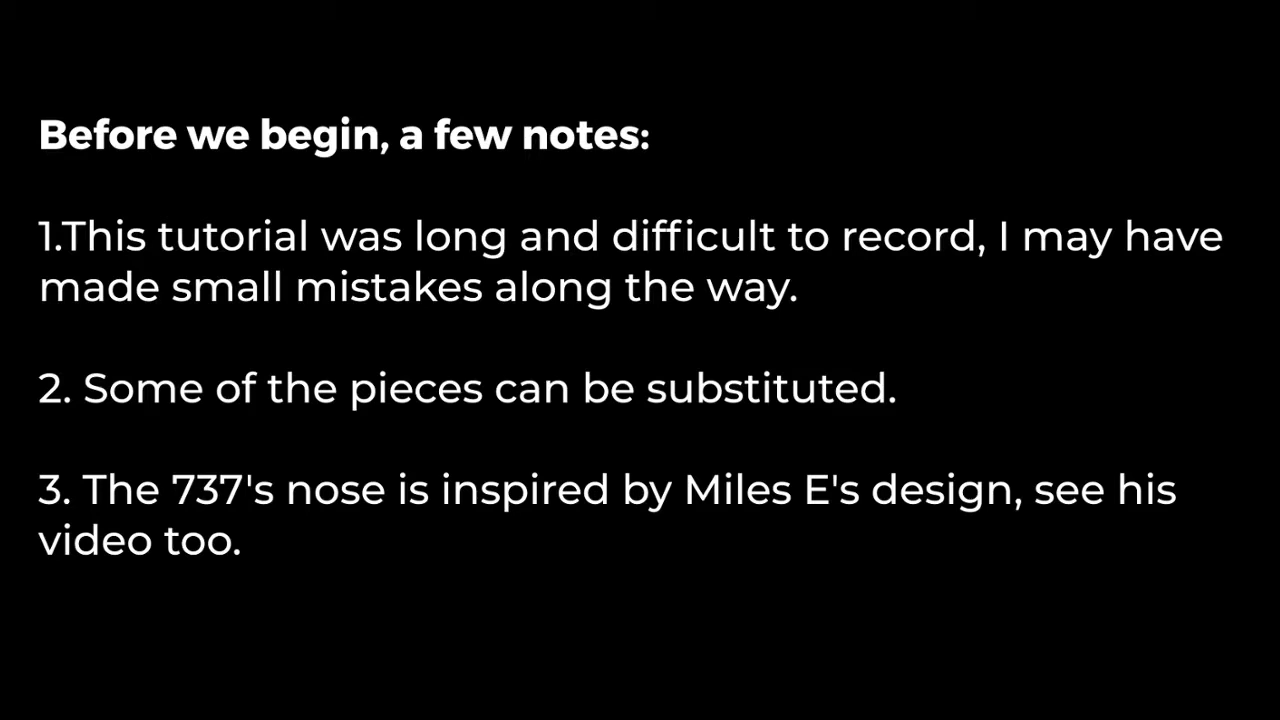 Before we begin, a few notes:
1.This tutorial was long and difficult to record, I may have
made small mistakes along the way.
2. Some of the pieces can be substituted.
3. The 737's nose is inspired by Miles E's design, see his
video too.